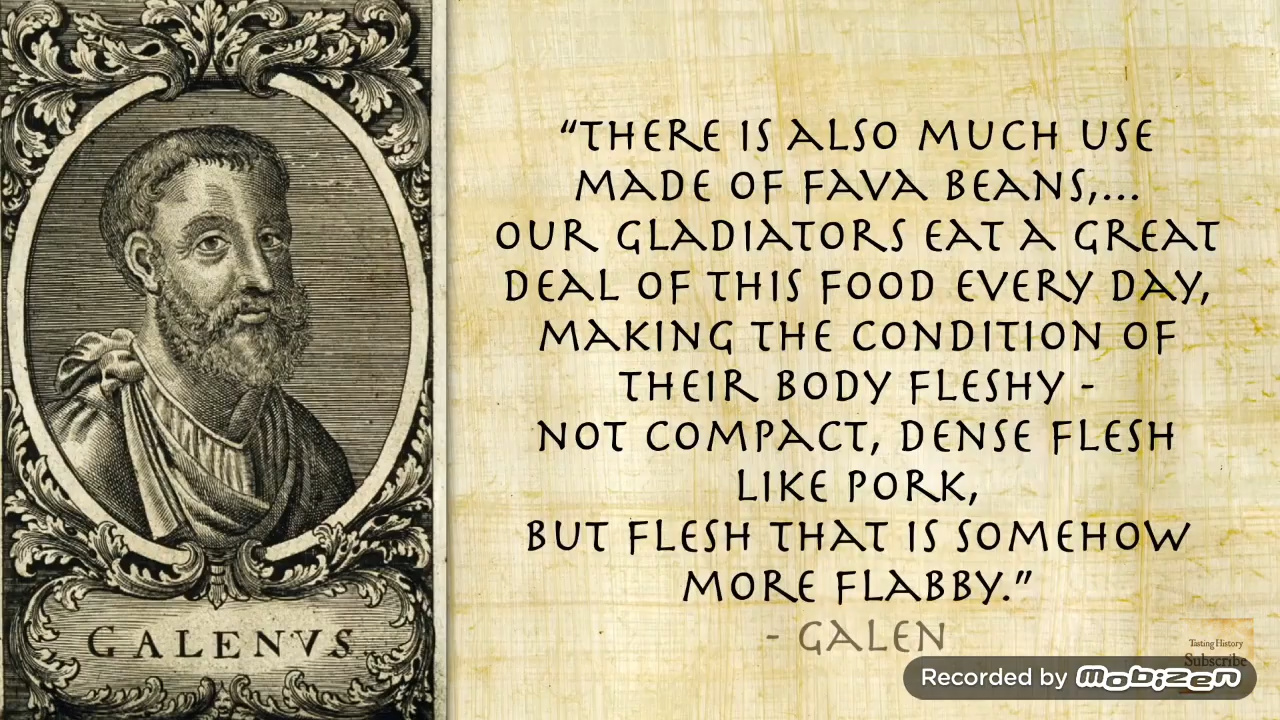 “THERE IS ALSO MUCH USE
MADE OF FAVA BEANS,...
OUR GLADIATORS EAT A GREAT
DEAL OF THIS FOOD EVERY DAY,
MAKING THE CONDITION OF
THEIR BODY FLESHY -
NOT COMPACT, DENSE FLESH
LIKE PORK,
BUT FLESH THAT IS SOMEHOW
MORE FLABBY.”
- GALEN
GALENVS.
Tasting History
Subscribe
Recorded by mobizen